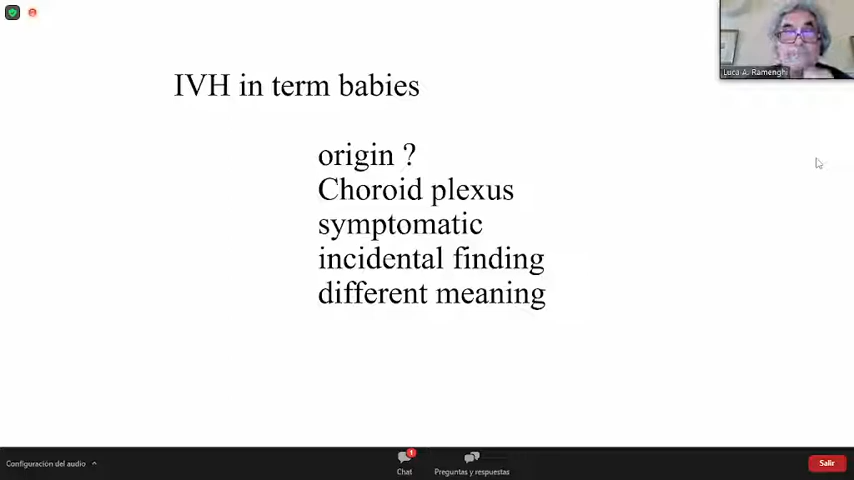 Luca A. Ramenghi
IVH in term babies
origin ?
Choroid plexus
symptomatic
incidental finding
different meaning
Configuración del audio
1
Chat
Preguntas y respuestas
Salir